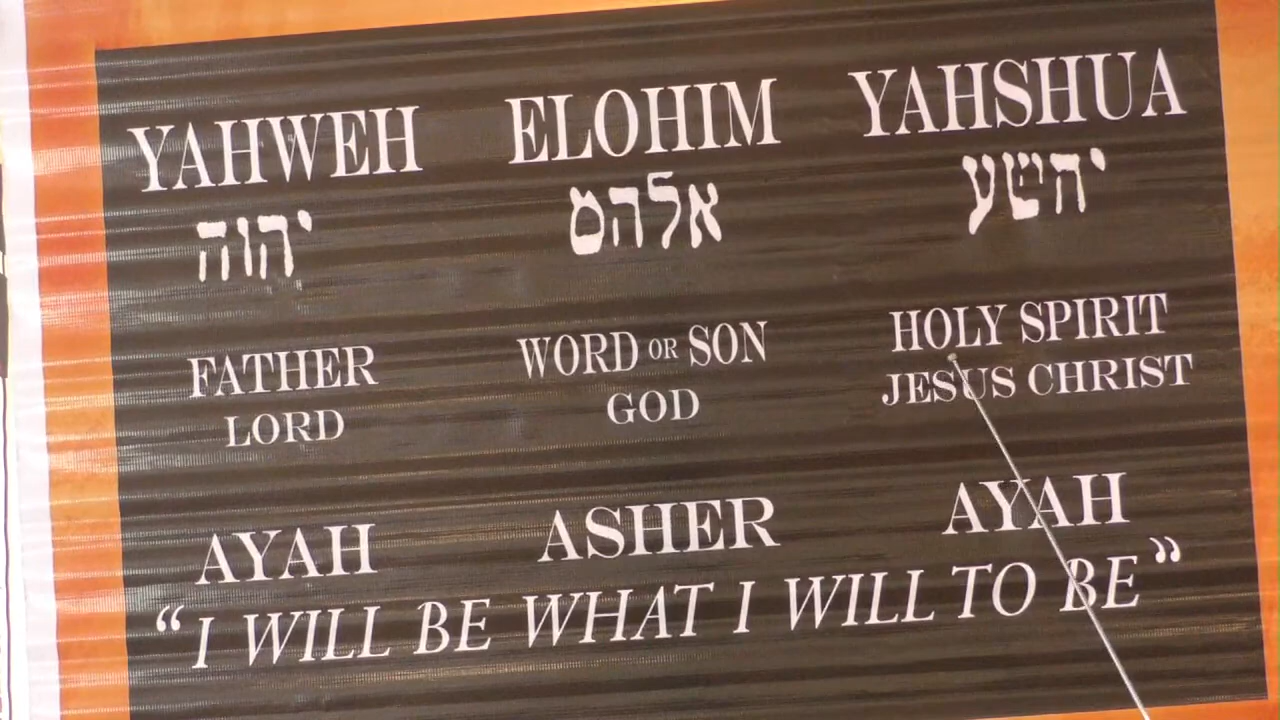 YAHWEH ELOHIM YAHSHUA
יהוה אלהם יהשע
FATHER WORD OR SON HOLY SPIRIT
LORD GOD JESUS CHRIST
AYAH ASHER AYAH
“I WILL BE WHAT I WILL TO BE”